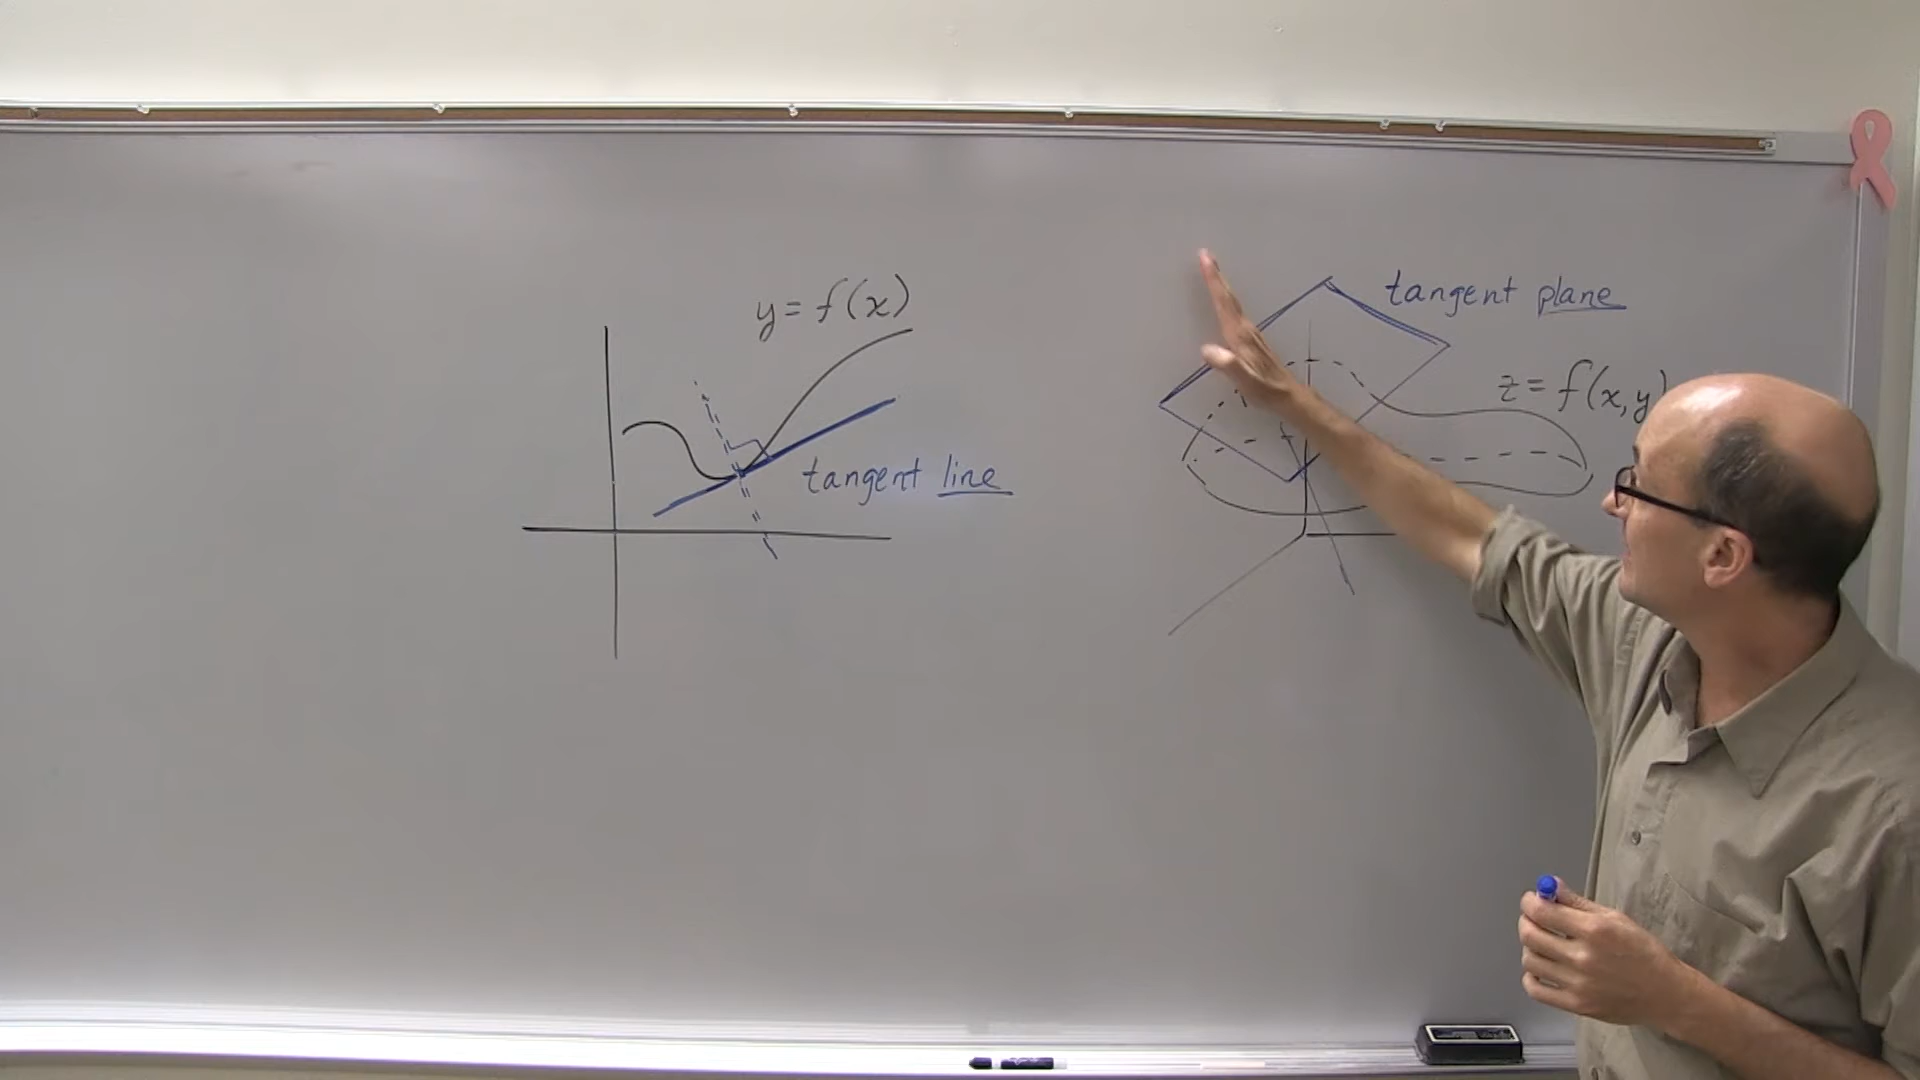 y = f(x)
tangent line
tangent plane
z = f(x,y)